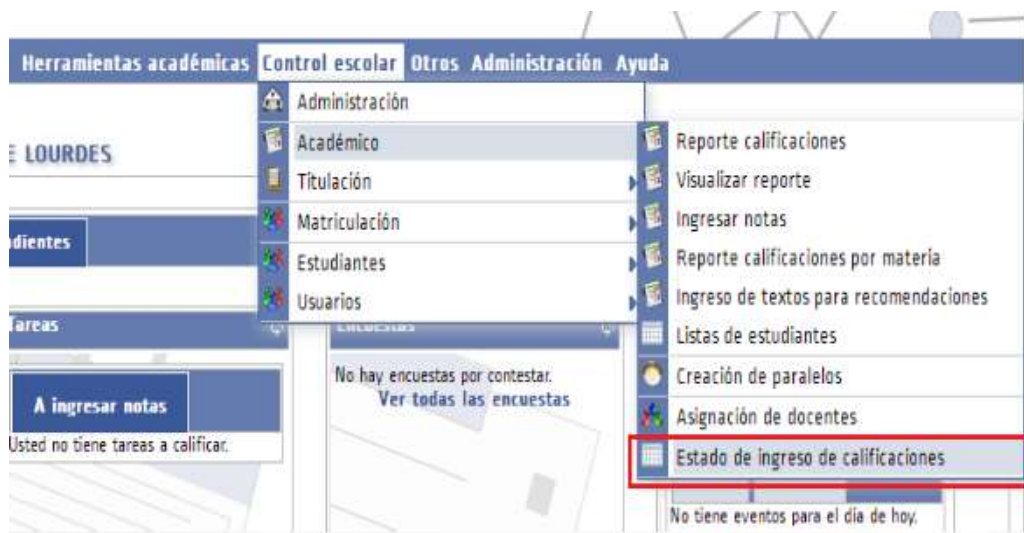 Herramientas académicas Control escolar Otros Administración Ayuda
E LOURDES
Administración
Académico
Titulación
Matriculación
Estudiantes
Usuarios
Reporte calificaciones
Visualizar reporte
Ingresar notas
Reporte calificaciones por materia
Ingreso de textos para recomendaciones
Listas de estudiantes
Creación de paralelos
Asignación de docentes
Estado de ingreso de calificaciones
dientes
Tareas
A ingresar notas
Usted no tiene tareas a calificar.
Encuestas
No hay encuestas por contestar.
Ver todas las encuestas
No tiene eventos para el día de hoy.